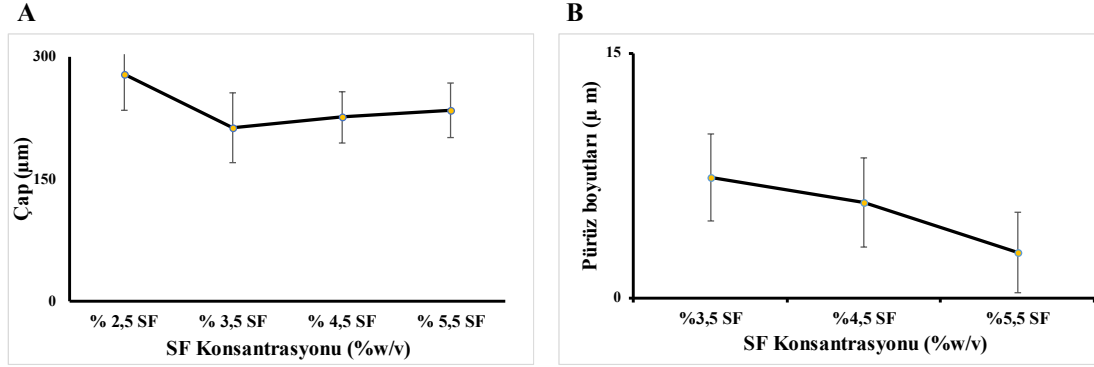 A
300
150
0
Çap (µm)
% 2,5 SF
% 3,5 SF
% 4,5 SF
% 5,5 SF
SF Konsantrasyonu (%w/v)
B
15
0
Pürüz boyutları (µ m)
%3,5 SF
%4,5 SF
%5,5 SF
SF Konsantrasyonu (%w/v)